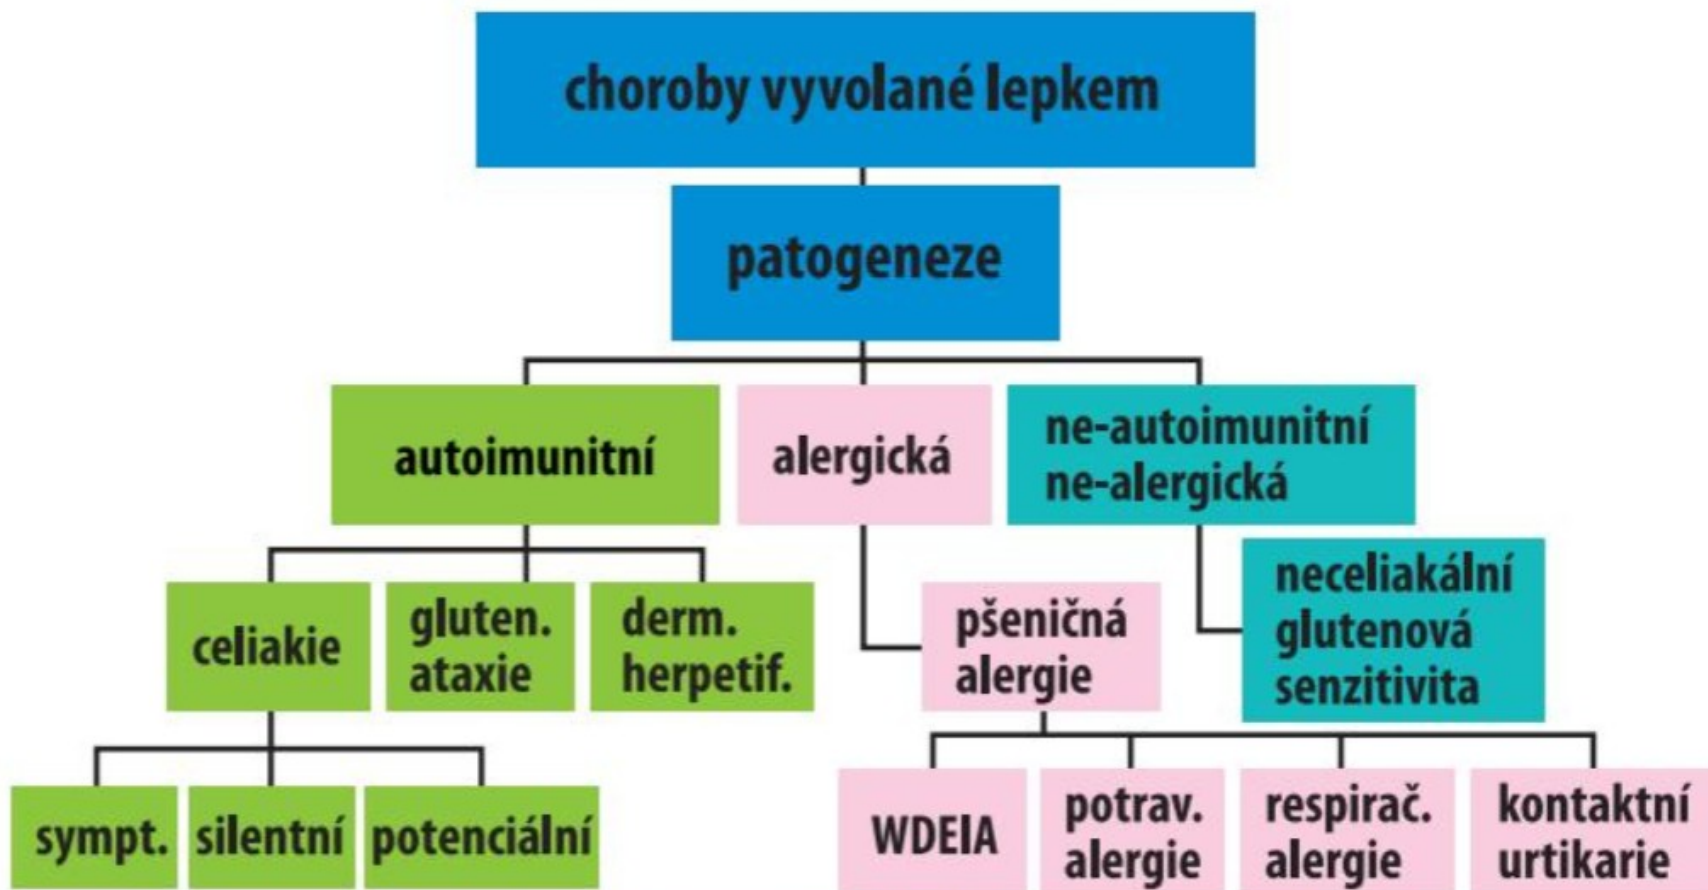 choroby vyvolané lepkem
patogeneze
autoimunitní
alergická
ne-autoimunitní
ne-alergická
celiakie
gluten.
ataxie
derm.
herpetif.
pšeničná
alergie
neceliakální
glutenová
senzitivita
sympt.
silentní
potenciální
WDEIA
potrav.
alergie
respirač.
alergie
kontaktní
urtikarie